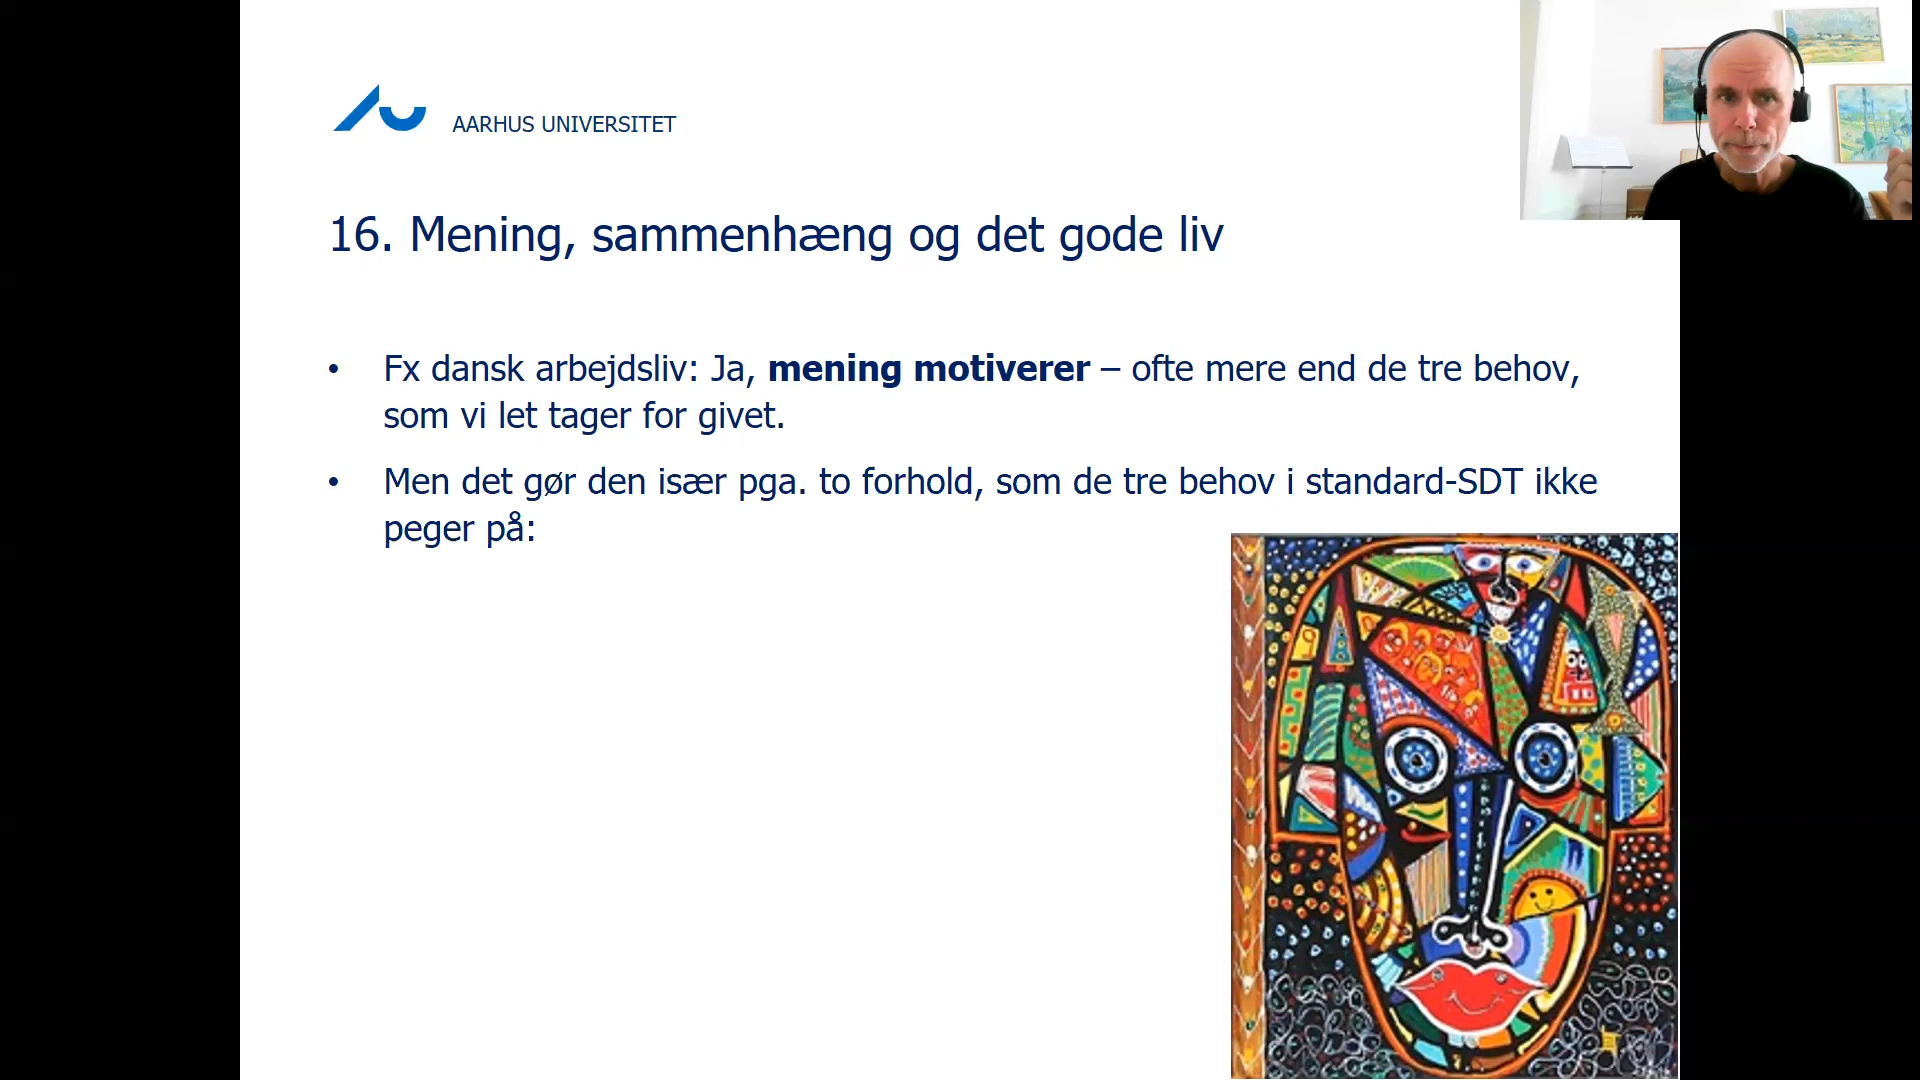 AARHUS UNIVERSITET
16. Mening, sammenhæng og det gode liv
• Fx dansk arbejdsliv: Ja, mening motiverer – ofte mere end de tre behov,
som vi let tager for givet.
• Men det gør den især pga. to forhold, som de tre behov i standard-SDT ikke
peger på: